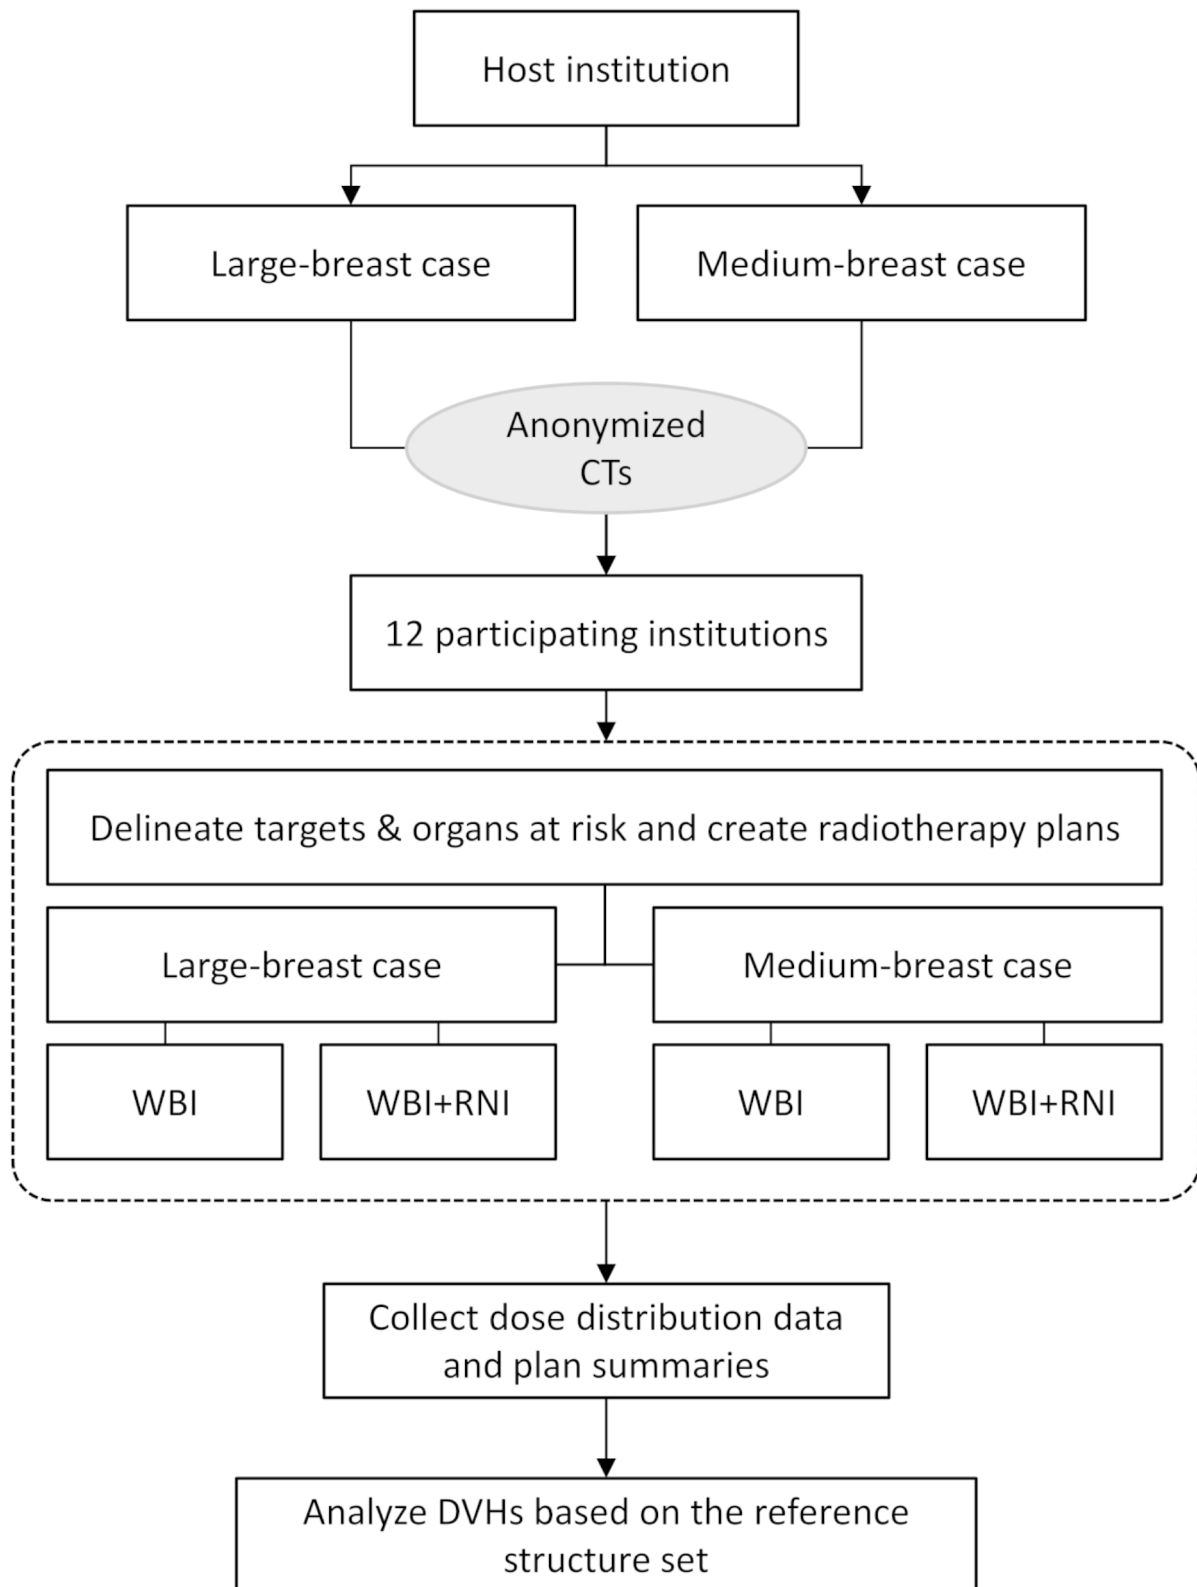 Host institution
Large-breast case
Medium-breast case
Anonymized
CTs
12 participating institutions
Delineate targets & organs at risk and create radiotherapy plans
Large-breast case
Medium-breast case
WBI
WBI+RNI
WBI
WBI+RNI
Collect dose distribution data
and plan summaries
Analyze DVHs based on the reference
structure set